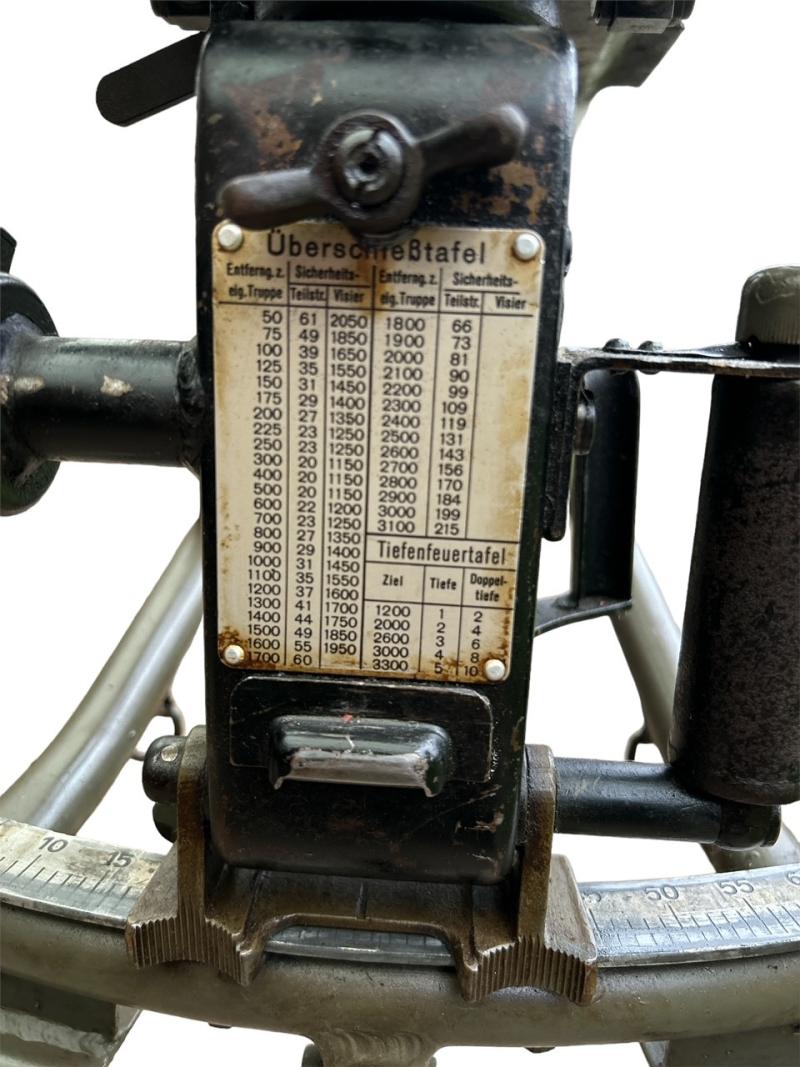 Überschießtafel
Entferng. z. Sicherheits- Entferng. z. Sicherheits-
eig. Truppe Teilstr. Visier eig. Truppe Teilstr. Visier
50 61 2050 1800 66
75 49 1850 1900 73
100 39 1650 2000 81
125 35 1550 2100 90
150 31 1450 2200 99
175 29 1400 2300 109
200 27 1350 2400 119
225 23 1250 2500 131
250 23 1250 2600 143
300 20 1150 2700 156
400 20 1150 2800 170
500 20 1150 2900 184
600 22 1200 3000 199
700 23 1250 3100 215
800 27 1350
900 29 1400
1000 31 1450
1100 35 1550
1200 37 1600
1300 41 1700
1400 44 1750
1500 49 1850
1600 55 1950
1700 60
Tiefenfeuertafel
Ziel Tiefe Doppel-
tiefe
1200 1 2
2000 2 4
2600 3 6
3000 4 8
3300 5 10
10 15 50 55